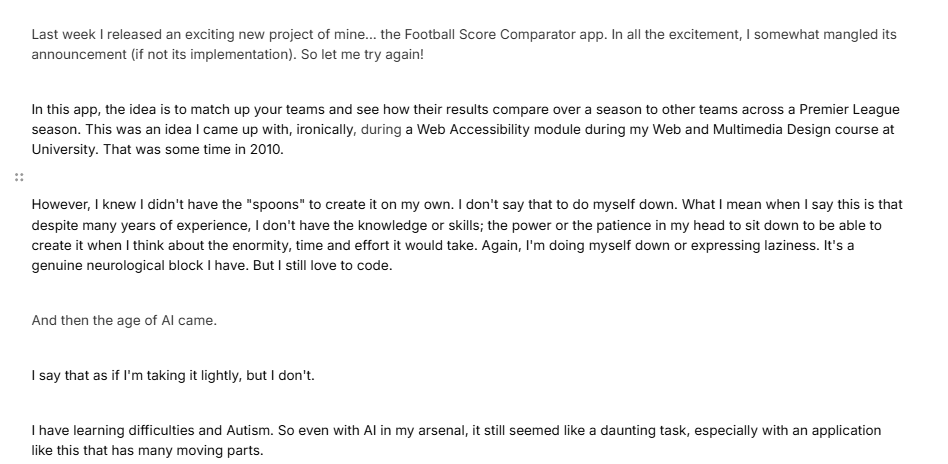 Last week I released an exciting new project of mine... the Football Score Comparator app. In all the excitement, I somewhat mangled its
announcement (if not its implementation). So let me try again!
In this app, the idea is to match up your teams and see how their results compare over a season to other teams across a Premier League
season. This was an idea I came up with, ironically, during a Web Accessibility module during my Web and Multimedia Design course at
University. That was some time in 2010.
However, I knew I didn't have the "spoons" to create it on my own. I don't say that to do myself down. What I mean when I say this is that
despite many years of experience, I don't have the knowledge or skills; the power or the patience in my head to sit down to be able to
create it when I think about the enormity, time and effort it would take. Again, I'm doing myself down or expressing laziness. It's a
genuine neurological block I have. But I still love to code.
And then the age of AI came.
I say that as if I'm taking it lightly, but I don't.
I have learning difficulties and Autism. So even with AI in my arsenal, it still seemed like a daunting task, especially with an application
like this that has many moving parts.